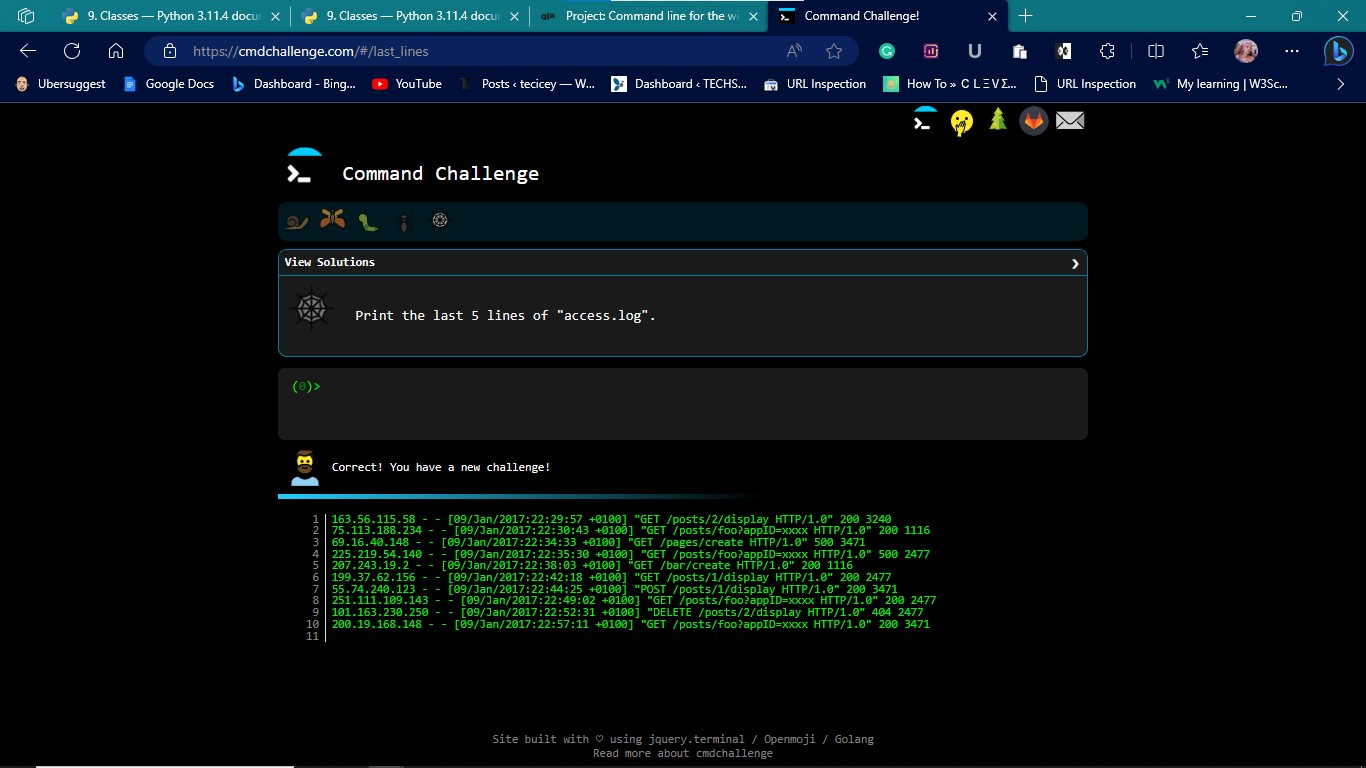 9. Classes — Python 3.11.4 docu
9. Classes — Python 3.11.4 docu
Project: Command line for the wi
Command Challenge!
https://cmdchallenge.com/#/last_lines
Ubersuggest
Google Docs
Dashboard - Bing...
YouTube
Posts ‹ tecicey — W...
Dashboard ‹ TECHS...
URL Inspection
How To » C L Ξ V Σ...
URL Inspection
My learning | W3Sc...
Command Challenge
View Solutions
Print the last 5 lines of "access.log".
(0)>
Correct! You have a new challenge!
1 163.56.115.58 - - [09/Jan/2017:22:29:57 +0100] "GET /posts/2/display HTTP/1.0" 200 3240
2 75.113.188.234 - - [09/Jan/2017:22:30:43 +0100] "GET /posts/foo?appID=xxxx HTTP/1.0" 200 1116
3 69.16.40.148 - - [09/Jan/2017:22:34:33 +0100] "GET /pages/create HTTP/1.0" 500 3471
4 225.219.54.140 - - [09/Jan/2017:22:35:30 +0100] "GET /posts/foo?appID=xxxx HTTP/1.0" 500 2477
5 207.243.19.2 - - [09/Jan/2017:22:38:03 +0100] "GET /bar/create HTTP/1.0" 200 1116
6 199.37.62.156 - - [09/Jan/2017:22:42:18 +0100] "GET /posts/1/display HTTP/1.0" 200 2477
7 55.74.240.123 - - [09/Jan/2017:22:44:25 +0100] "POST /posts/1/display HTTP/1.0" 200 3471
8 251.111.109.143 - - [09/Jan/2017:22:49:02 +0100] "GET /posts/foo?appID=xxxx HTTP/1.0" 200 2477
9 101.163.230.250 - - [09/Jan/2017:22:52:31 +0100] "DELETE /posts/2/display HTTP/1.0" 404 2477
10 200.19.168.148 - - [09/Jan/2017:22:57:11 +0100] "GET /posts/foo?appID=xxxx HTTP/1.0" 200 3471
11
Site built with ♡ using jquery.terminal / Openmoji / Golang
Read more about cmdchallenge